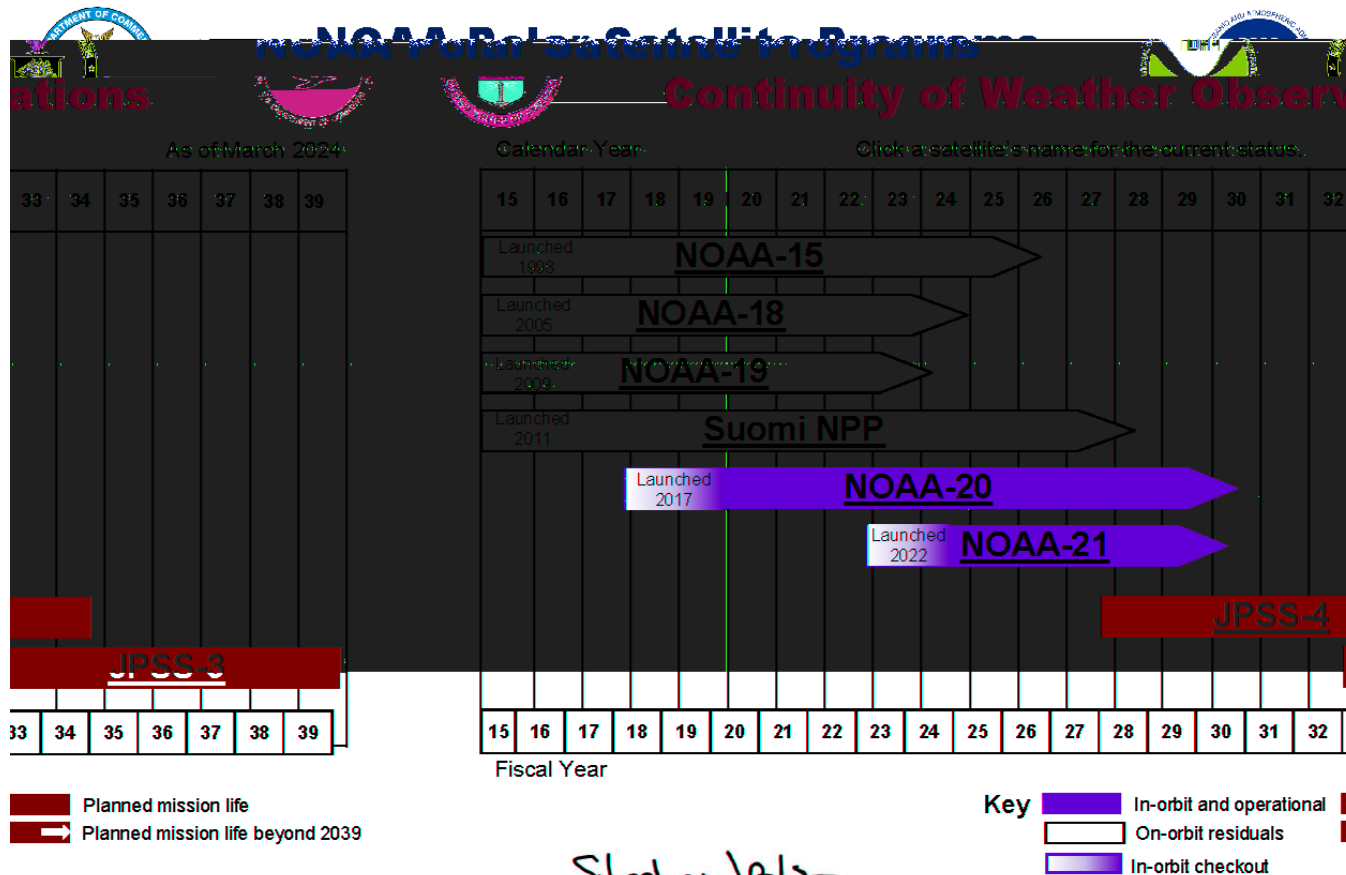 NOAA Polar Satellite Programs
Continuity of Weather Observ
ations
As of March 2024
Calendar Year
Click a satellite's name for the current status.
33 34 35 36 37 38 39
15 16 17 18 19 20 21 22 23 24 25 26 27 28 29 30 31 32
Launched 1998
NOAA-15
Launched 2005
NOAA-18
Launched 2009
NOAA-19
Launched 2011
Suomi NPP
Launched 2017
NOAA-20
Launched 2022
NOAA-21
JPSS-4
JPSS-3
33 34 35 36 37 38 39
15 16 17 18 19 20 21 22 23 24 25 26 27 28 29 30 31 32
Fiscal Year
Planned mission life
Planned mission life beyond 2039
Key
In-orbit and operational
On-orbit residuals
In-orbit checkout